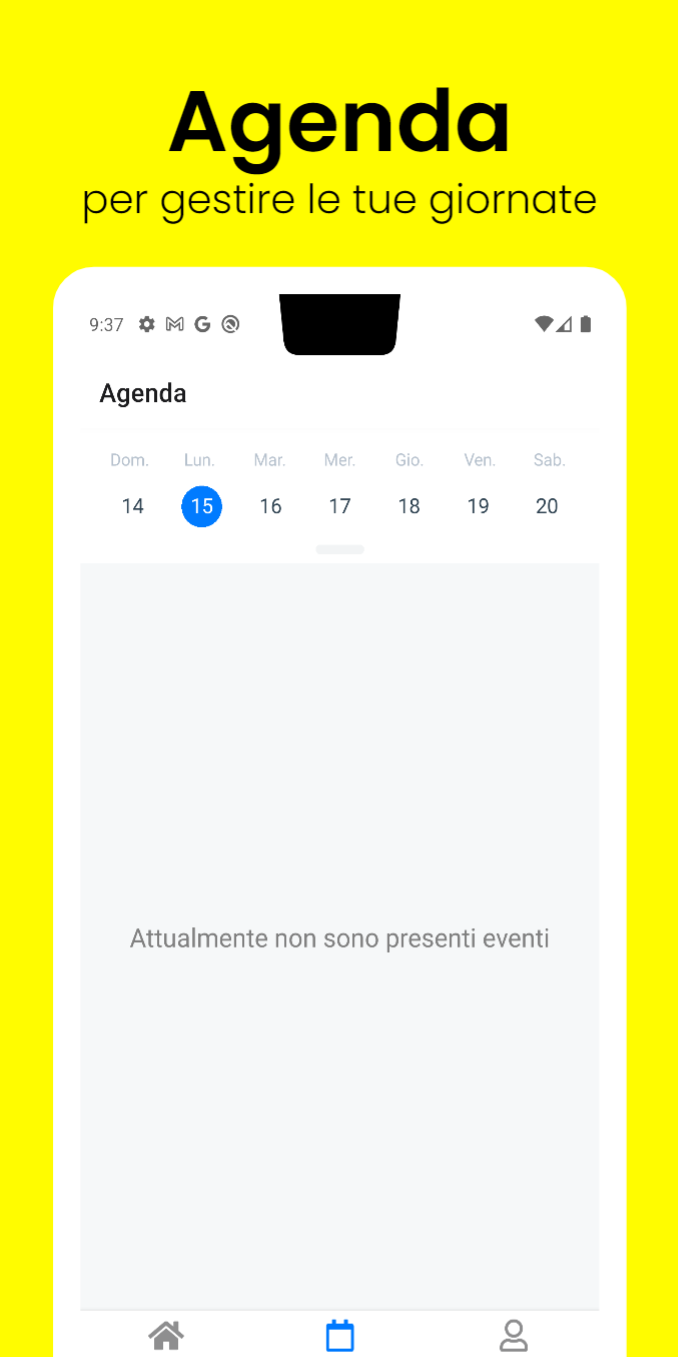 Agenda
per gestire le tue giornate
9:37
Agenda
Dom. Lun. Mar. Mer. Gio. Ven. Sab.
14 15 16 17 18 19 20
Attualmente non sono presenti eventi